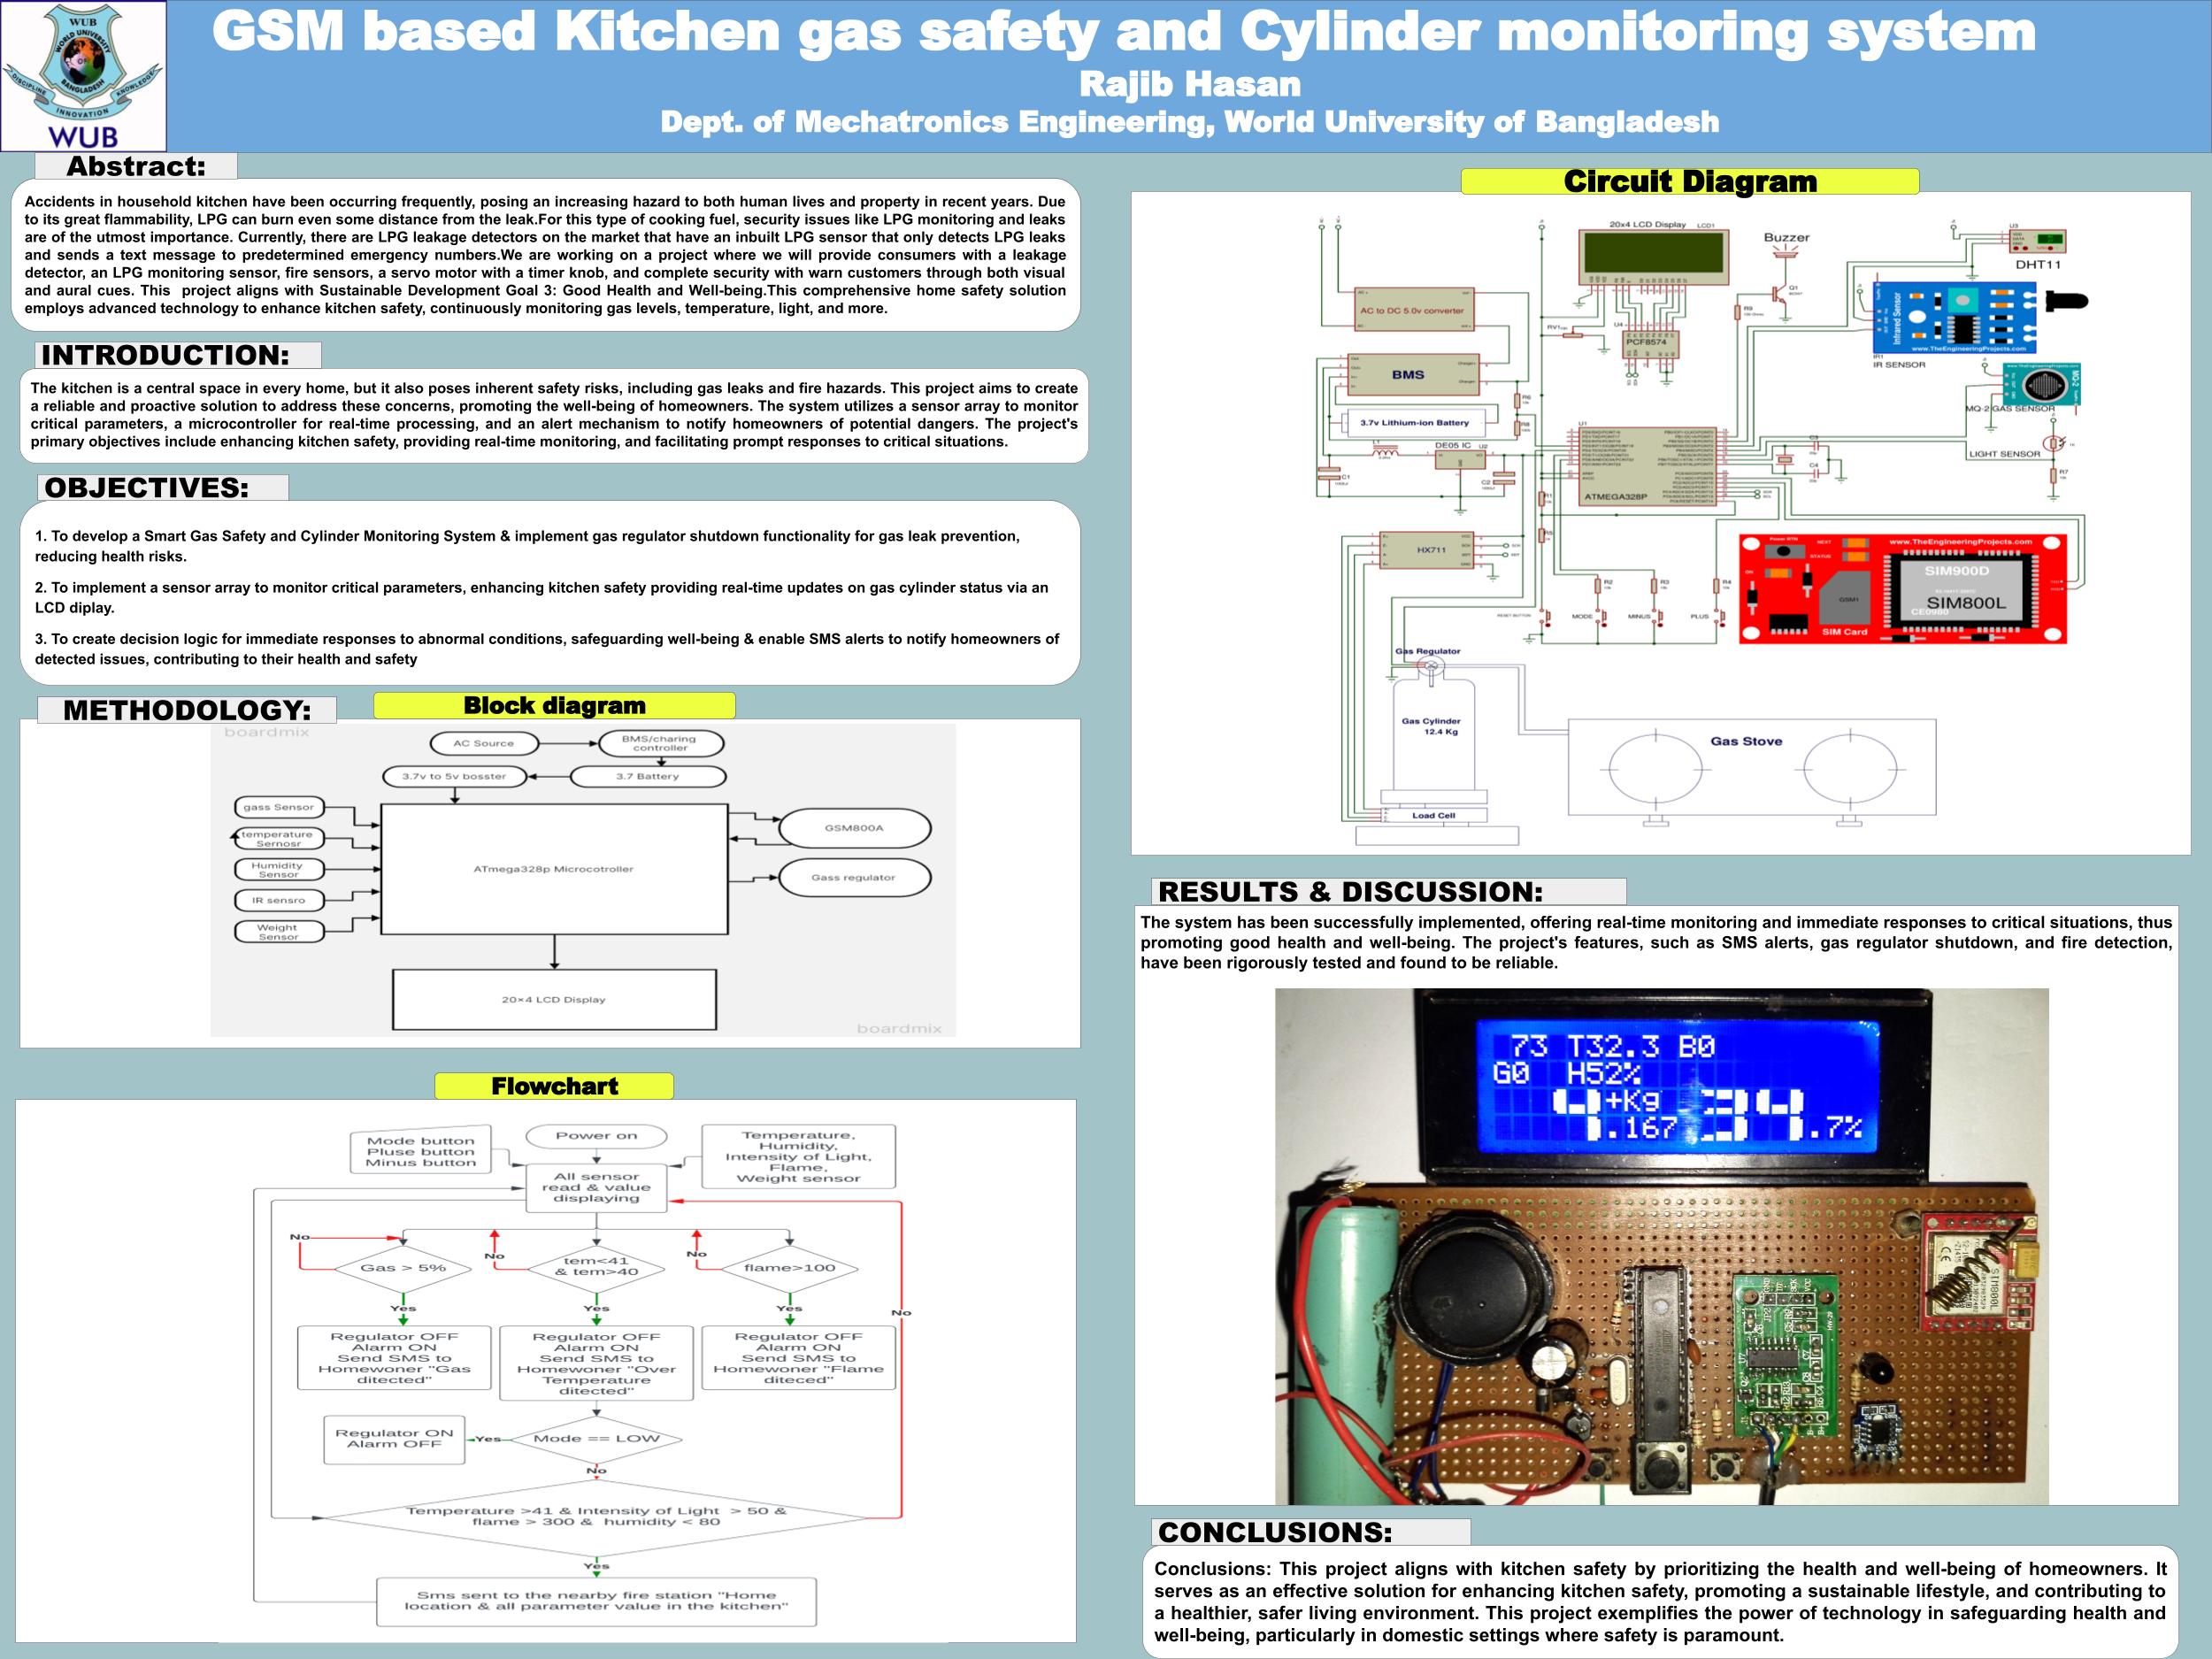 WUB
WORLD UNIVERSITY
OF
BANGLADESH
DISCIPLINE
KNOWLEDGE
INNOVATION
WUB
GSM based Kitchen gas safety and Cylinder monitoring system
Rajib Hasan
Dept. of Mechatronics Engineering, World University of Bangladesh
Abstract:
Accidents in household kitchen have been occurring frequently, posing an increasing hazard to both human lives and property in recent years. Due
to its great flammability, LPG can burn even some distance from the leak.For this type of cooking fuel, security issues like LPG monitoring and leaks
are of the utmost importance. Currently, there are LPG leakage detectors on the market that have an inbuilt LPG sensor that only detects LPG leaks
and sends a text message to predetermined emergency numbers.We are working on a project where we will provide consumers with a leakage
detector, an LPG monitoring sensor, fire sensors, a servo motor with a timer knob, and complete security with warn customers through both visual
and aural cues. This project aligns with Sustainable Development Goal 3: Good Health and Well-being.This comprehensive home safety solution
employs advanced technology to enhance kitchen safety, continuously monitoring gas levels, temperature, light, and more.
INTRODUCTION:
The kitchen is a central space in every home, but it also poses inherent safety risks, including gas leaks and fire hazards. This project aims to create
a reliable and proactive solution to address these concerns, promoting the well-being of homeowners. The system utilizes a sensor array to monitor
critical parameters, a microcontroller for real-time processing, and an alert mechanism to notify homeowners of potential dangers. The project's
primary objectives include enhancing kitchen safety, providing real-time monitoring, and facilitating prompt responses to critical situations.
OBJECTIVES:
1. To develop a Smart Gas Safety and Cylinder Monitoring System & implement gas regulator shutdown functionality for gas leak prevention,
reducing health risks.
2. To implement a sensor array to monitor critical parameters, enhancing kitchen safety providing real-time updates on gas cylinder status via an
LCD diplay.
3. To create decision logic for immediate responses to abnormal conditions, safeguarding well-being & enable SMS alerts to notify homeowners of
detected issues, contributing to their health and safety
METHODOLOGY:
Block diagram
boardmix
AC Source
BMS/charing
controller
3.7v to 5v bosster
3.7 Battery
gass Sensor
temperature
Sernosr
Humidity
Sensor
IR sensro
Weight
Sensor
ATmega328p Microcotroller
GSM800A
Gass regulator
20×4 LCD Display
boardmix
Flowchart
Mode button
Pluse button
Minus button
Power on
Temperature,
Humidity,
Intensity of Light,
Flame,
Weight sensor
All sensor
read & value
displaying
No
Gas > 5%
No
tem<41
& tem>40
No
flame>100
No
Yes
Yes
Yes
Regulator OFF
Alarm ON
Send SMS to
Homewoner "Gas
ditected"
Regulator OFF
Alarm ON
Send SMS to
Homewoner "Over
Temperature
ditected"
Regulator OFF
Alarm ON
Send SMS to
Homewoner "Flame
diteced"
Regulator ON
Alarm OFF
Yes
Mode == LOW
No
Temperature >41 & Intensity of Light > 50 &
flame > 300 & humidity < 80
Yes
Sms sent to the nearby fire station "Home
location & all parameter value in the kitchen"
Circuit Diagram
20x4 LCD Display LCD1
Buzzer
U3
DHT11
AC to DC 5.0v converter
RV1
U4
PCF8574
Q1
R9
Infrared Sensor
www.TheEngineeringProjects.com
IR1
IR SENSOR
BMS
3.7v Lithium-ion Battery
R6
R8
MQ-2
MQ-2 GAS SENSOR
L1
DE05 IC U2
C1
C2
U1
ATMEGA328P
C3
C4
LIGHT SENSOR
R7
R1
R5
HX711
R2
R3
R4
RESET BUTTON
MODE
MINUS
PLUS
Power BTN
NEXT
STATUS
www.TheEngineeringProjects.com
SIM900D
SIM800L
GSM1
SIM Card
Gas Regulator
Gas Cylinder
12.4 Kg
Gas Stove
Load Cell
RESULTS & DISCUSSION:
The system has been successfully implemented, offering real-time monitoring and immediate responses to critical situations, thus
promoting good health and well-being. The project's features, such as SMS alerts, gas regulator shutdown, and fire detection,
have been rigorously tested and found to be reliable.
73 T32.3 B0
G0 H52%
4 +Kg 34
.167 .7%
SIM800L
CONCLUSIONS:
Conclusions: This project aligns with kitchen safety by prioritizing the health and well-being of homeowners. It
serves as an effective solution for enhancing kitchen safety, promoting a sustainable lifestyle, and contributing to
a healthier, safer living environment. This project exemplifies the power of technology in safeguarding health and
well-being, particularly in domestic settings where safety is paramount.